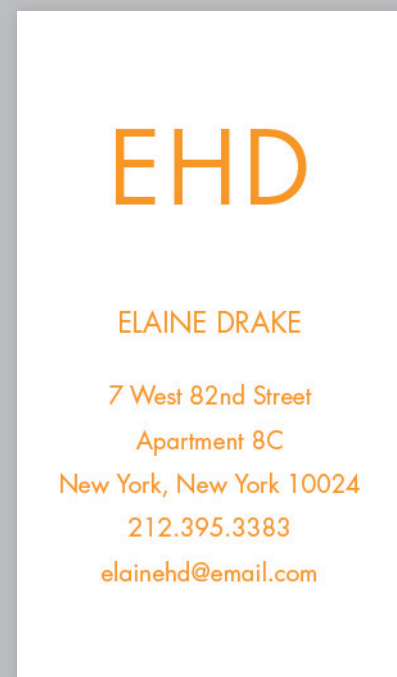 EHD
ELAINE DRAKE
7 West 82nd Street
Apartment 8C
New York, New York 10024
212.395.3383
elainehd@email.com